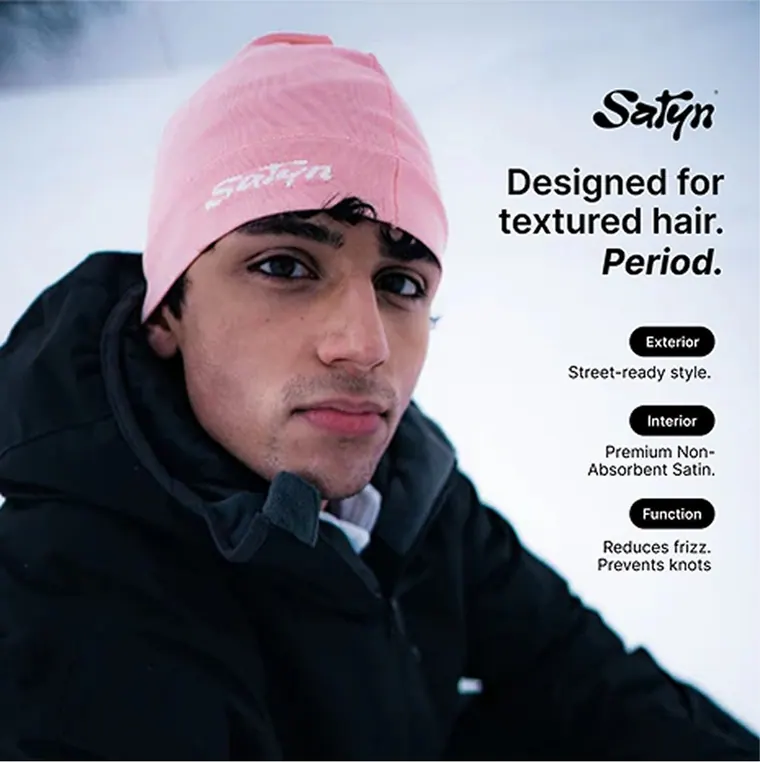 Satyn
satyn
Designed for
textured hair.
Period.
Exterior
Street-ready style.
Interior
Premium Non-
Absorbent Satin.
Function
Reduces frizz.
Prevents knots